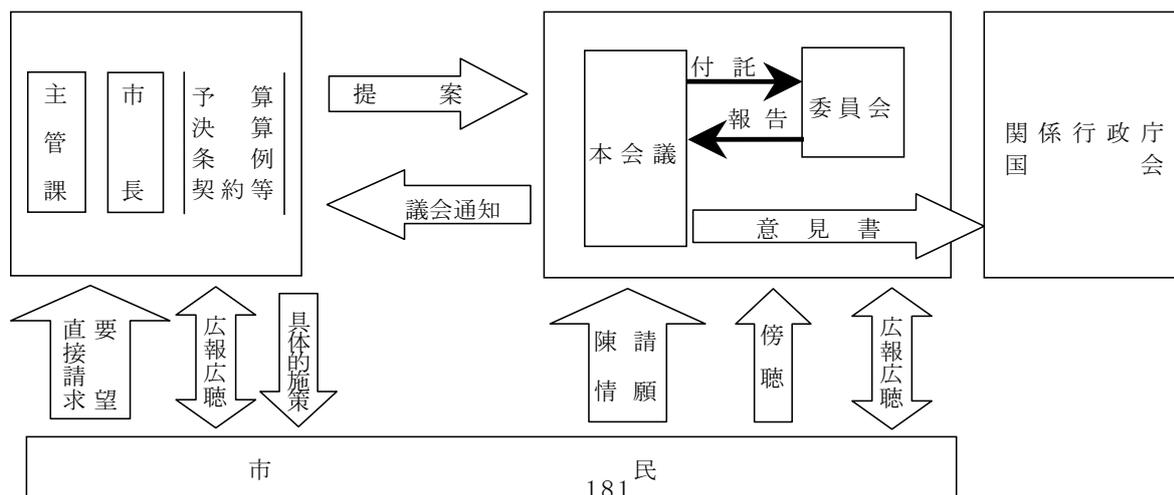 主管課
市長
予算
決算
条例
契約等
提案
議会通知
本会議
付託
報告
委員会
意見書
関係行政庁
国会
要望
直接請求
広報広聴
具体的施策
請願
陳情
傍聴
広報広聴
市民
181